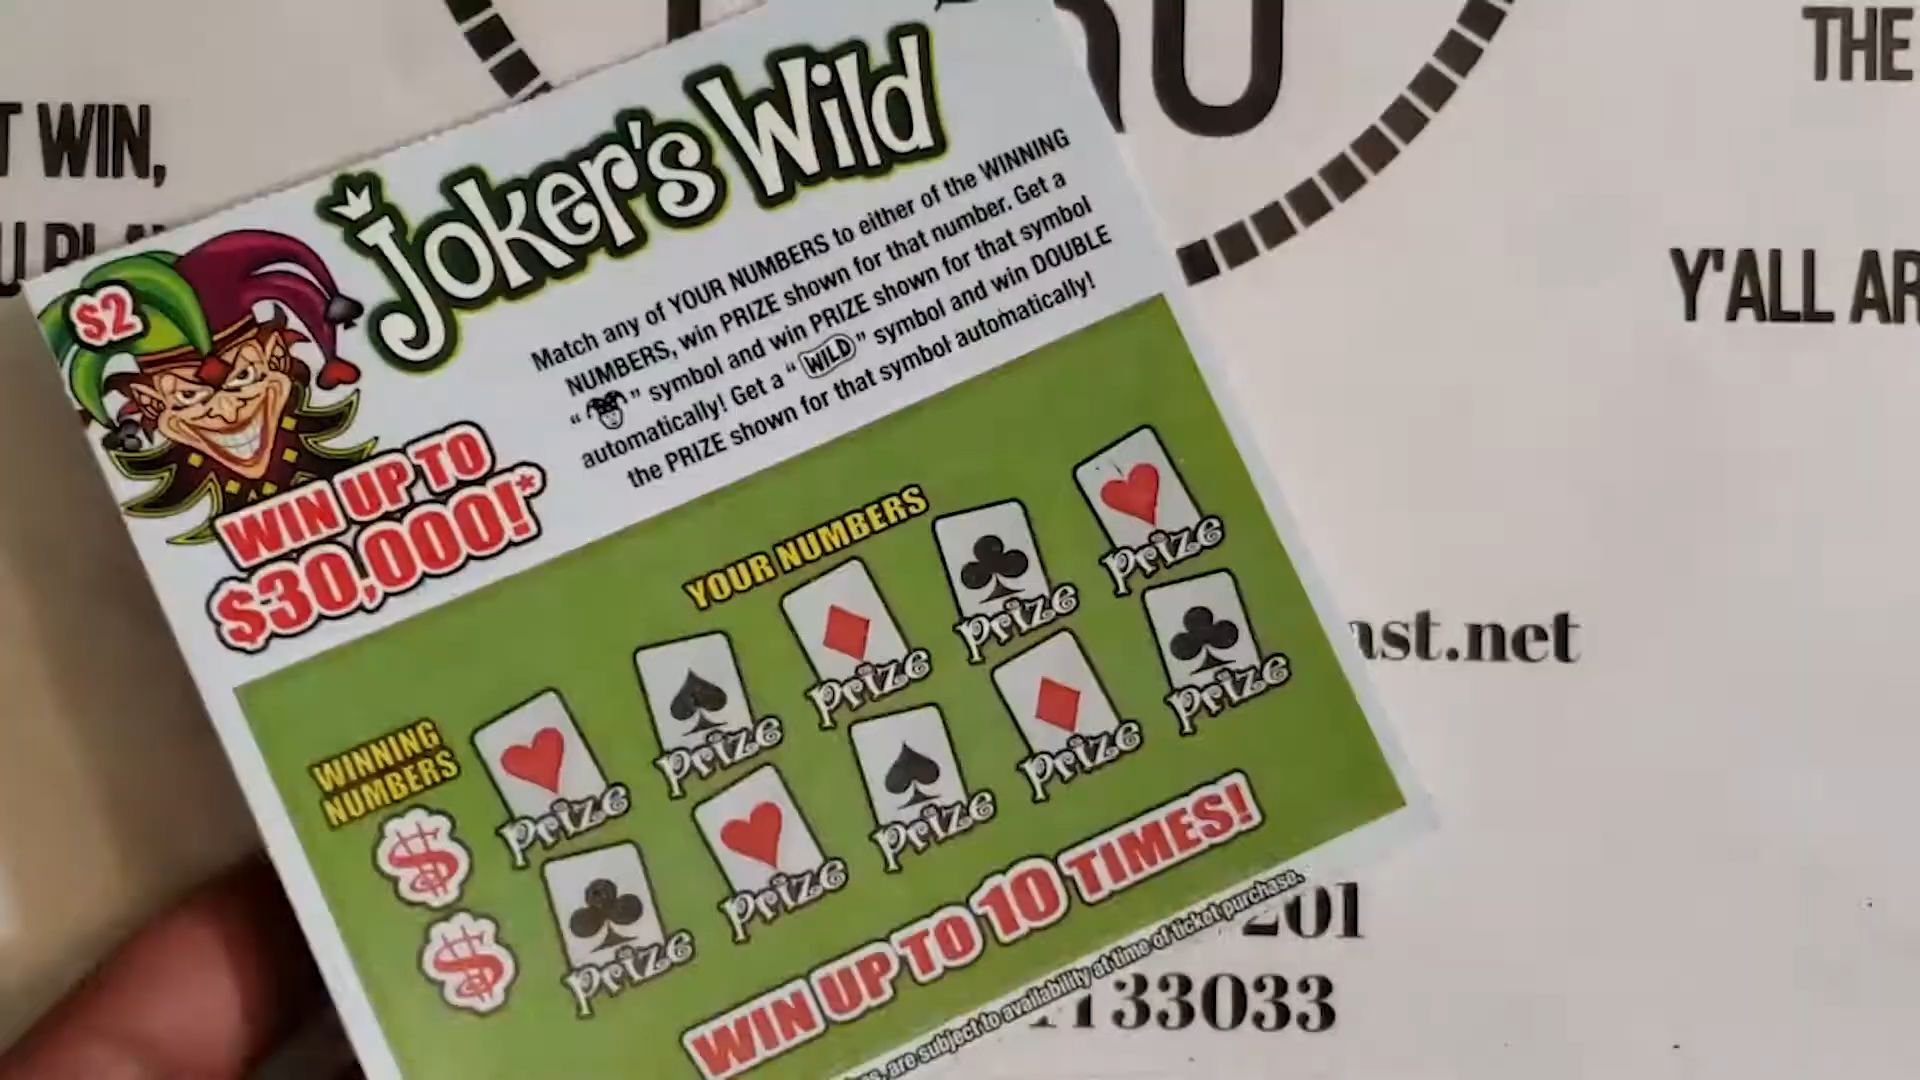 T WIN,
THE
Y'ALL AR
$2
Joker's Wild
Match any of YOUR NUMBERS to either of the WINNING
NUMBERS, win PRIZE shown for that number. Get a
" " symbol and win PRIZE shown for that symbol
automatically! Get a "WILD" symbol and win DOUBLE
the PRIZE shown for that symbol automatically!
WIN UP TO
$30,000!*
YOUR NUMBERS
WINNING
NUMBERS
Prize Prize Prize Prize Prize
$
Prize Prize Prize Prize Prize
$
WIN UP TO 10 TIMES!
are subject to availability at time of ticket purchase.
ast.net
201
133033